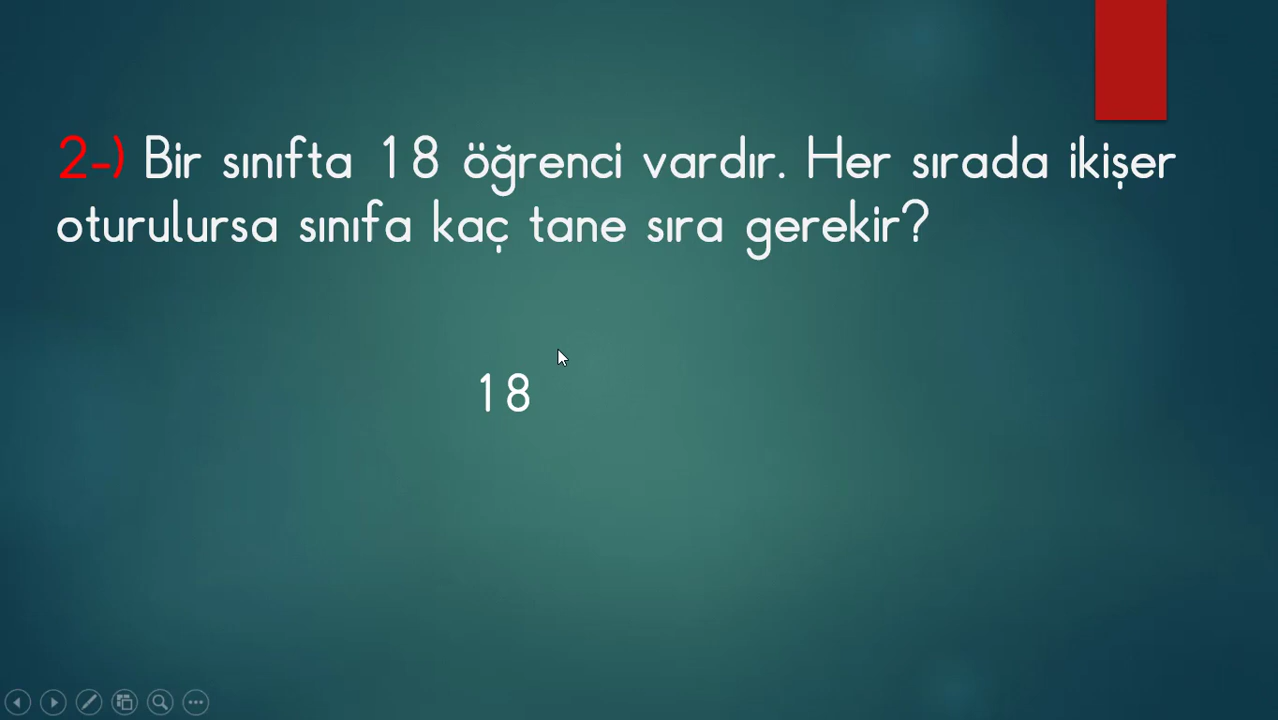 2-) Bir sınıfta 18 öğrenci vardır. Her sırada ikişer
oturulursa sınıfa kaç tane sıra gerekir?
18